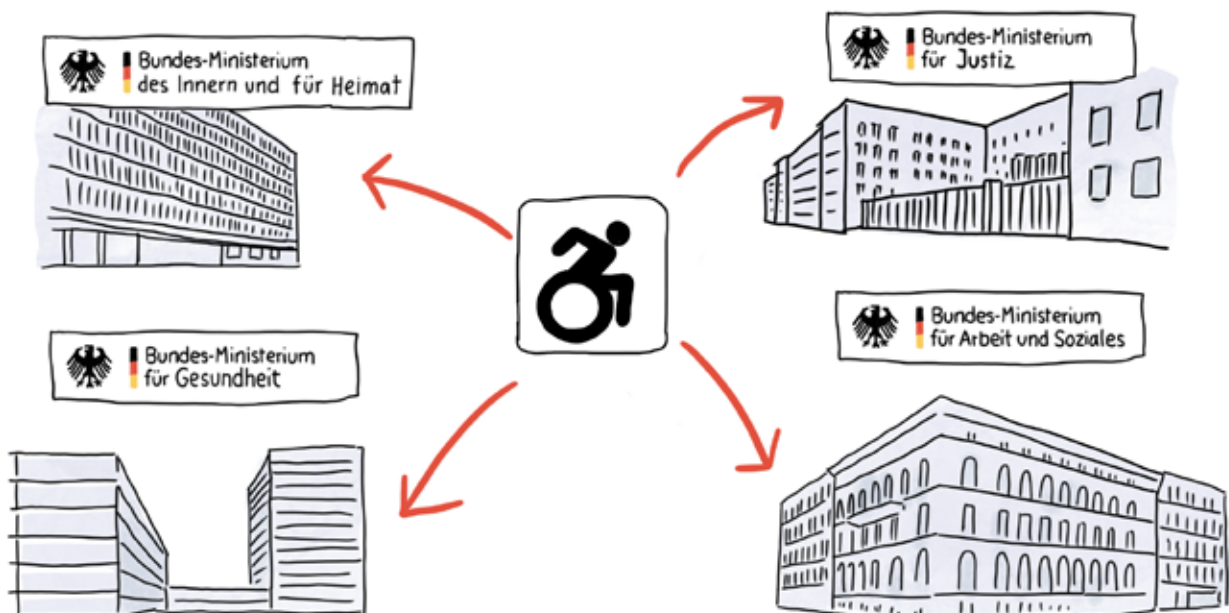 Bundes-Ministerium
des Innern und für Heimat
Bundes-Ministerium
für Justiz
Bundes-Ministerium
für Gesundheit
Bundes-Ministerium
für Arbeit und Soziales